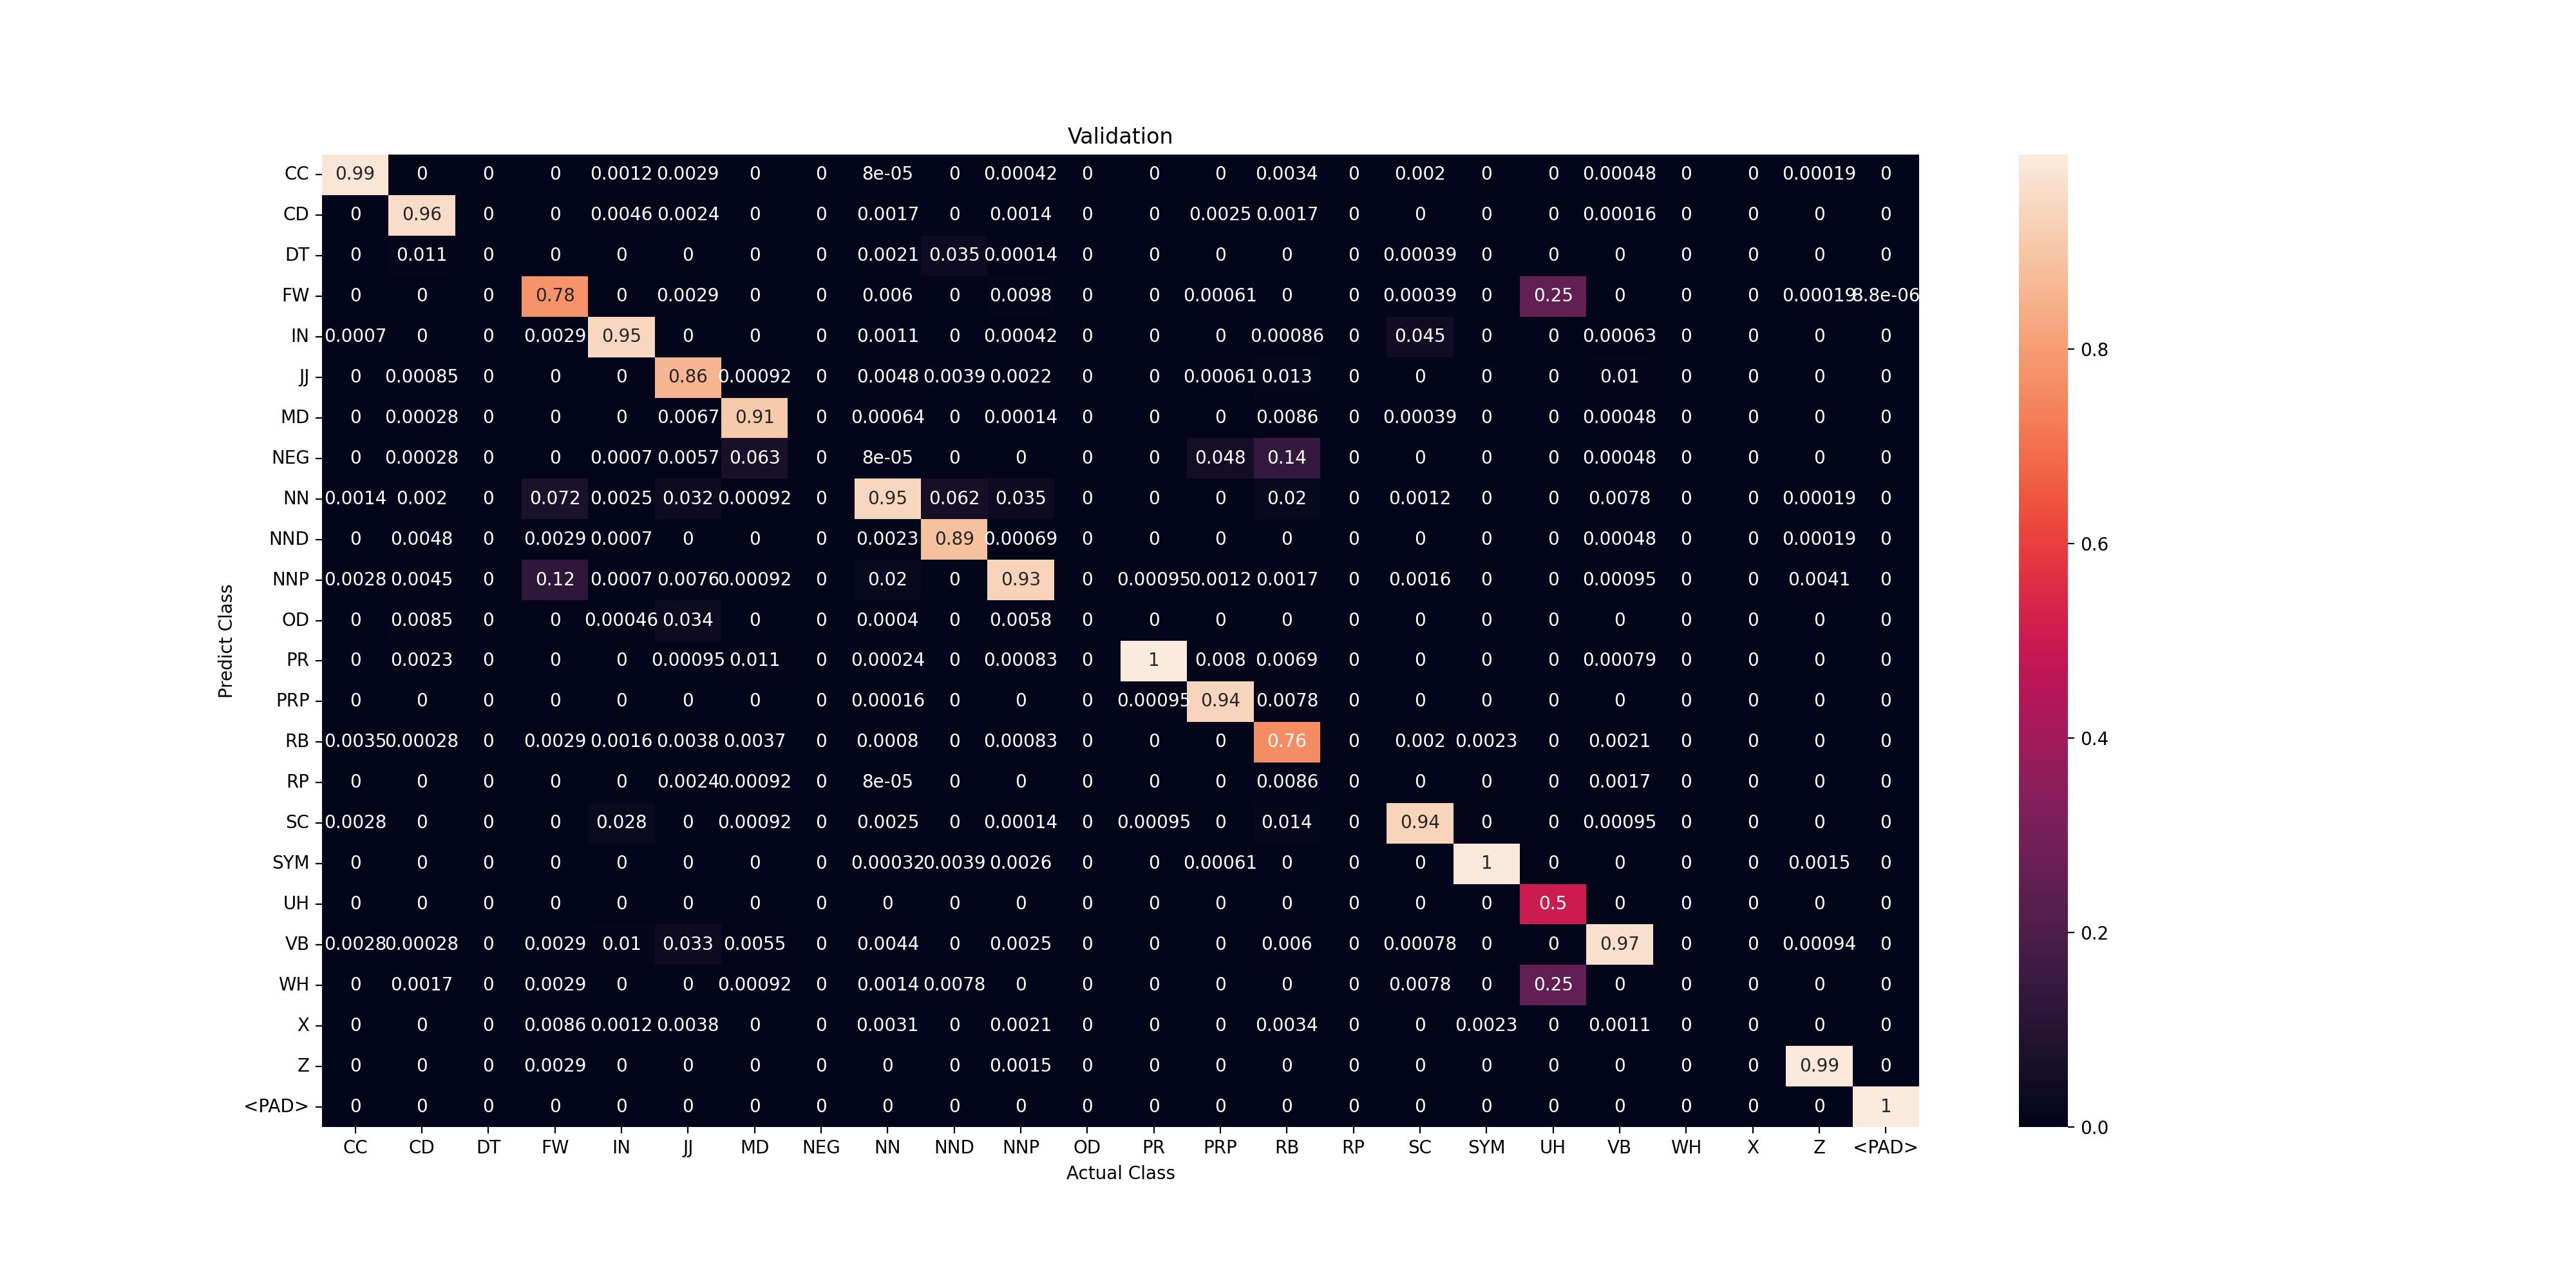 Validation
CC 0.99 0 0 0 0.0012 0.0029 0 0 8e-05 0 0.00042 0 0 0 0.0034 0 0.002 0 0 0.00048 0 0 0.00019 0
CD 0 0.96 0 0 0.0046 0.0024 0 0 0.0017 0 0.0014 0 0 0.0025 0.0017 0 0 0 0 0.00016 0 0 0 0
DT 0 0.011 0 0 0 0 0 0 0.0021 0.035 0.00014 0 0 0 0 0 0.00039 0 0 0 0 0 0 0
FW 0 0 0 0.78 0 0.0029 0 0 0.006 0 0.0098 0 0 0.00061 0 0 0.00039 0 0.25 0 0 0 0.00019 8.8e-06
IN 0.0007 0 0 0.0029 0.95 0 0 0 0.0011 0 0.00042 0 0 0 0.00086 0 0.045 0 0 0.00063 0 0 0 0
JJ 0 0.00085 0 0 0 0.86 0.00092 0 0.0048 0.0039 0.0022 0 0 0.00061 0.013 0 0 0 0 0.01 0 0 0 0
MD 0 0.00028 0 0 0 0.0067 0.91 0 0.00064 0 0.00014 0 0 0 0.0086 0 0.00039 0 0 0.00048 0 0 0 0
NEG 0 0.00028 0 0 0.0007 0.0057 0.063 0 8e-05 0 0 0 0 0.048 0.14 0 0 0 0 0.00048 0 0 0 0
NN 0.0014 0.002 0 0.072 0.0025 0.032 0.00092 0 0.95 0.062 0.035 0 0 0 0.02 0 0.0012 0 0 0.0078 0 0 0.00019 0
NND 0 0.0048 0 0.0029 0.0007 0 0 0 0.0023 0.89 0.00069 0 0 0 0 0 0 0 0 0.00048 0 0 0.00019 0
NNP 0.0028 0.0045 0 0.12 0.0007 0.0076 0.00092 0 0.02 0 0.93 0 0.00095 0.0012 0.0017 0 0.0016 0 0 0.00095 0 0 0.0041 0
OD 0 0.0085 0 0 0.00046 0.034 0 0 0.0004 0 0.0058 0 0 0 0 0 0 0 0 0 0 0 0 0
PR 0 0.0023 0 0 0 0.00095 0.011 0 0.00024 0 0.00083 0 1 0.008 0.0069 0 0 0 0 0.00079 0 0 0 0
PRP 0 0 0 0 0 0 0 0 0.00016 0 0 0 0.00095 0.94 0.0078 0 0 0 0 0 0 0 0 0
RB 0.0035 0.00028 0 0.0029 0.0016 0.0038 0.0037 0 0.0008 0 0.00083 0 0 0 0.76 0 0.002 0.0023 0 0.0021 0 0 0 0
RP 0 0 0 0 0 0.0024 0.00092 0 8e-05 0 0 0 0 0 0.0086 0 0 0 0 0.0017 0 0 0 0
SC 0.0028 0 0 0 0.028 0 0.00092 0 0.0025 0 0.00014 0 0.00095 0 0.014 0 0.94 0 0 0.00095 0 0 0 0
SYM 0 0 0 0 0 0 0 0 0.00032 0.0039 0.0026 0 0 0.00061 0 0 0 1 0 0 0 0 0.0015 0
UH 0 0 0 0 0 0 0 0 0 0 0 0 0 0 0 0 0 0 0.5 0 0 0 0 0
VB 0.0028 0.00028 0 0.0029 0.01 0.033 0.0055 0 0.0044 0 0.0025 0 0 0 0.006 0 0.00078 0 0 0.97 0 0 0.00094 0
WH 0 0.0017 0 0.0029 0 0 0.00092 0 0.0014 0.0078 0 0 0 0 0 0 0.0078 0 0.25 0 0 0 0 0
X 0 0 0 0.0086 0.0012 0.0038 0 0 0.0031 0 0.0021 0 0 0 0.0034 0 0 0.0023 0 0.0011 0 0 0 0
Z 0 0 0 0.0029 0 0 0 0 0 0 0.0015 0 0 0 0 0 0 0 0 0 0 0 0.99 0
<PAD> 0 0 0 0 0 0 0 0 0 0 0 0 0 0 0 0 0 0 0 0 0 0 0 1
CC CD DT FW IN JJ MD NEG NN NND NNP OD PR PRP RB RP SC SYM UH VB WH X Z <PAD>
Actual Class
Predict Class
0.8
0.6
0.4
0.2
0.0